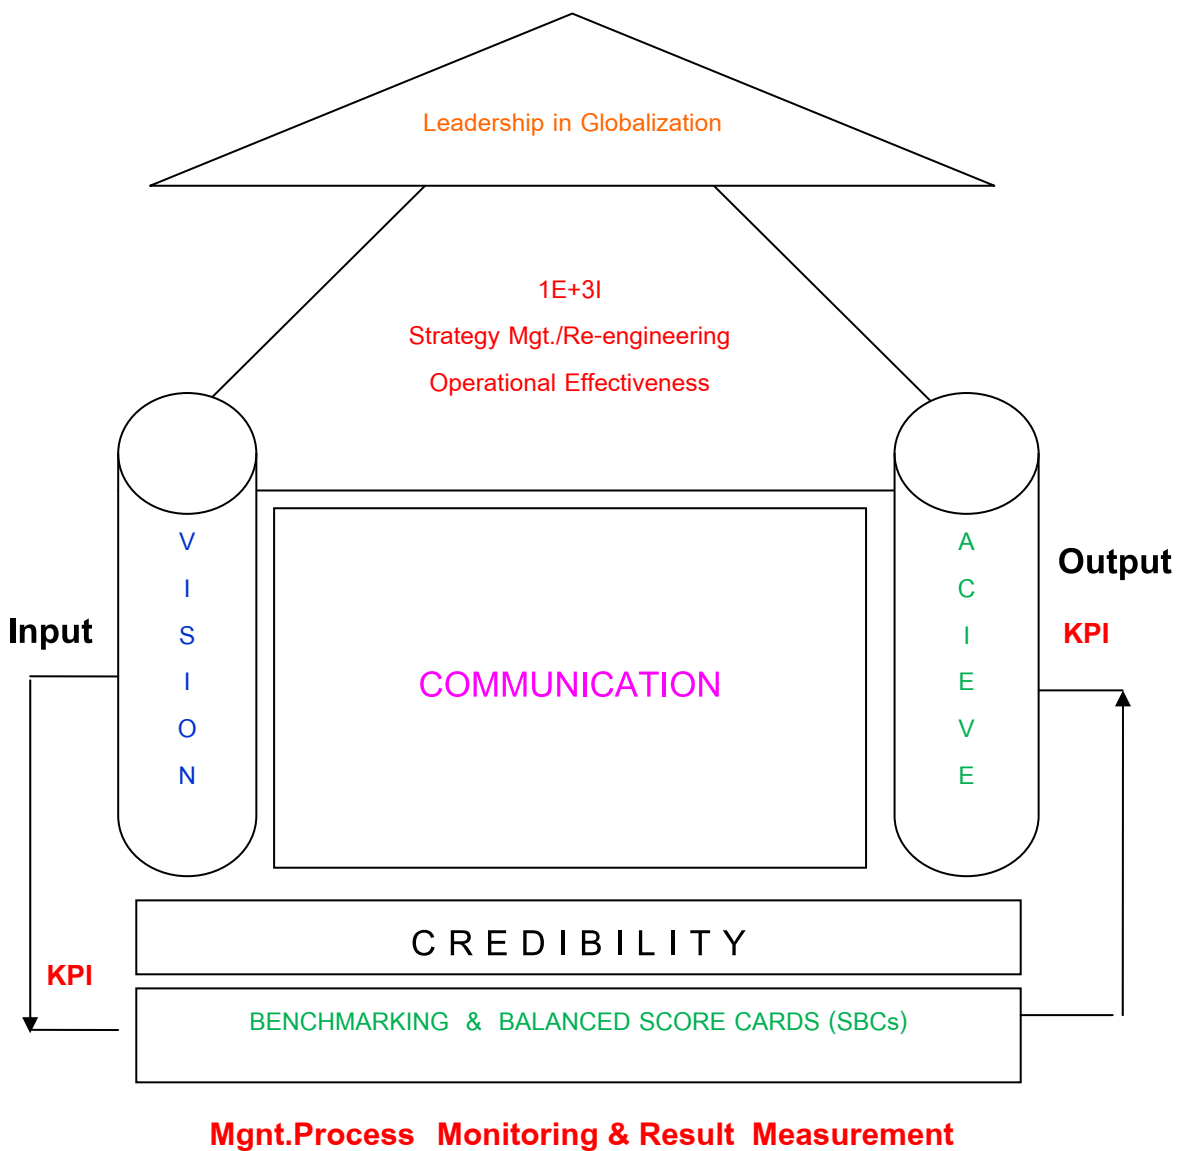 Leadership in Globalization
1E+3I
Strategy Mgt./Re-engineering
Operational Effectiveness
Input
V
I
S
I
O
N
COMMUNICATION
A
C
I
E
V
E
Output
KPI
C R E D I B I L I T Y
KPI
BENCHMARKING & BALANCED SCORE CARDS (SBCs)
Mgnt.Process Monitoring & Result Measurement